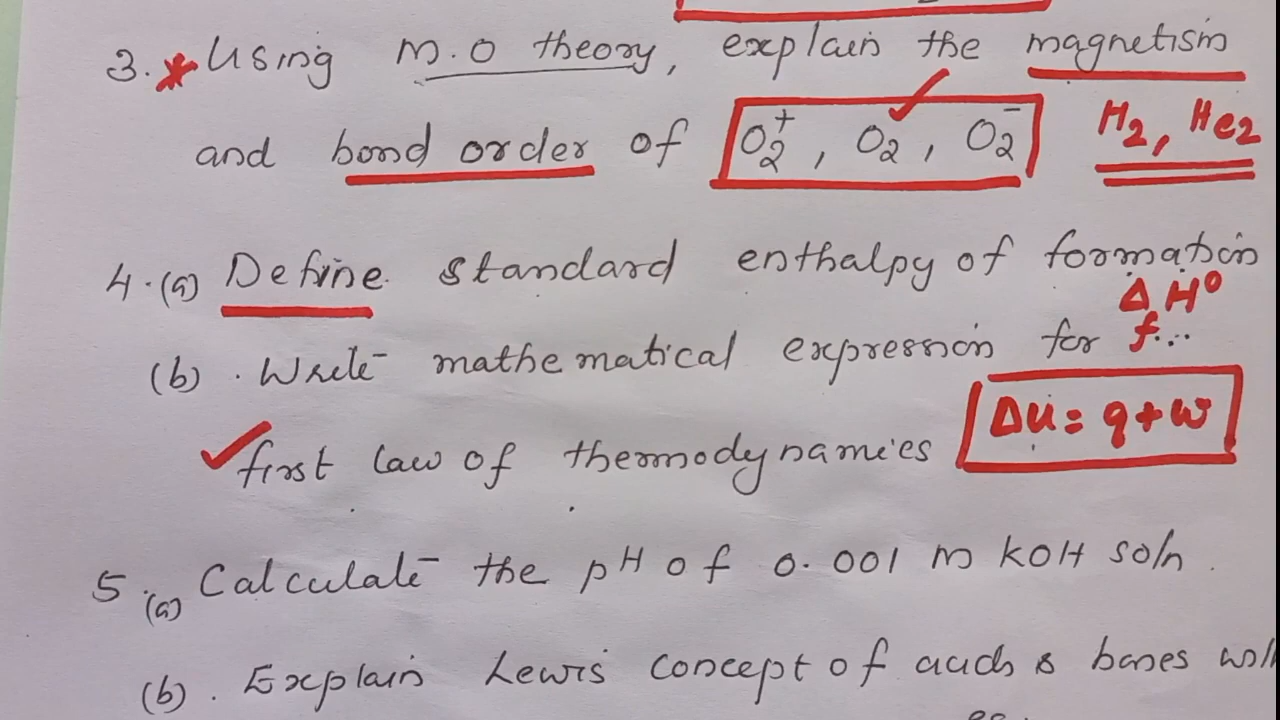 3. * Using M.O theory, explain the magnetism
and bond order of O2+, O2, O2- H2, He2
4.(a) Define standard enthalpy of formation
ΔH°
f...
(b). Write mathematical expression for
first law of thermodynamics ΔU = q + w
5.(a) Calculate the pH of 0.001 M KOH soln.
(b). Explain Lewis concept of acids & bases